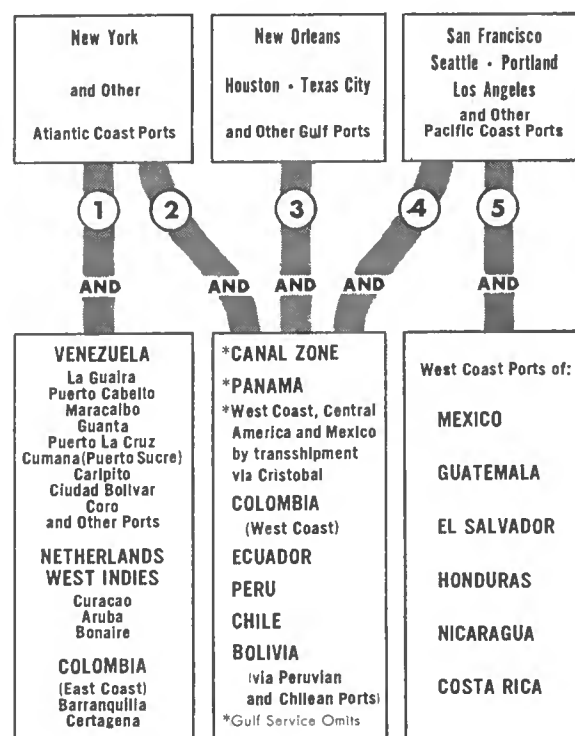 New York
and Other
Atlantic Coast Ports
New Orleans
Houston • Texas City
and Other Gulf Ports
San Francisco
Seattle • Portland
Los Angeles
and Other
Pacific Coast Ports
1
2
3
4
5
AND
AND
AND
AND
AND
VENEZUELA
La Guaira
Puerto Cabello
Maracaibo
Guanta
Puerto La Cruz
Cumana(Puerto Sucre)
Caripito
Ciudad Bolivar
Coro
and Other Ports
NETHERLANDS
WEST INDIES
Curacao
Aruba
Bonaire
COLOMBIA
(East Coast)
Barranquilla
Certagena
*CANAL ZONE
*PANAMA
*West Coast, Central
America and Mexico
by transshipment
via Cristobal
COLOMBIA
(West Coast)
ECUADOR
PERU
CHILE
BOLIVIA
(via Peruvian
and Chilean Ports)
*Gulf Service Omits
West Coast Ports of:
MEXICO
GUATEMALA
EL SALVADOR
HONDURAS
NICARAGUA
COSTA RICA